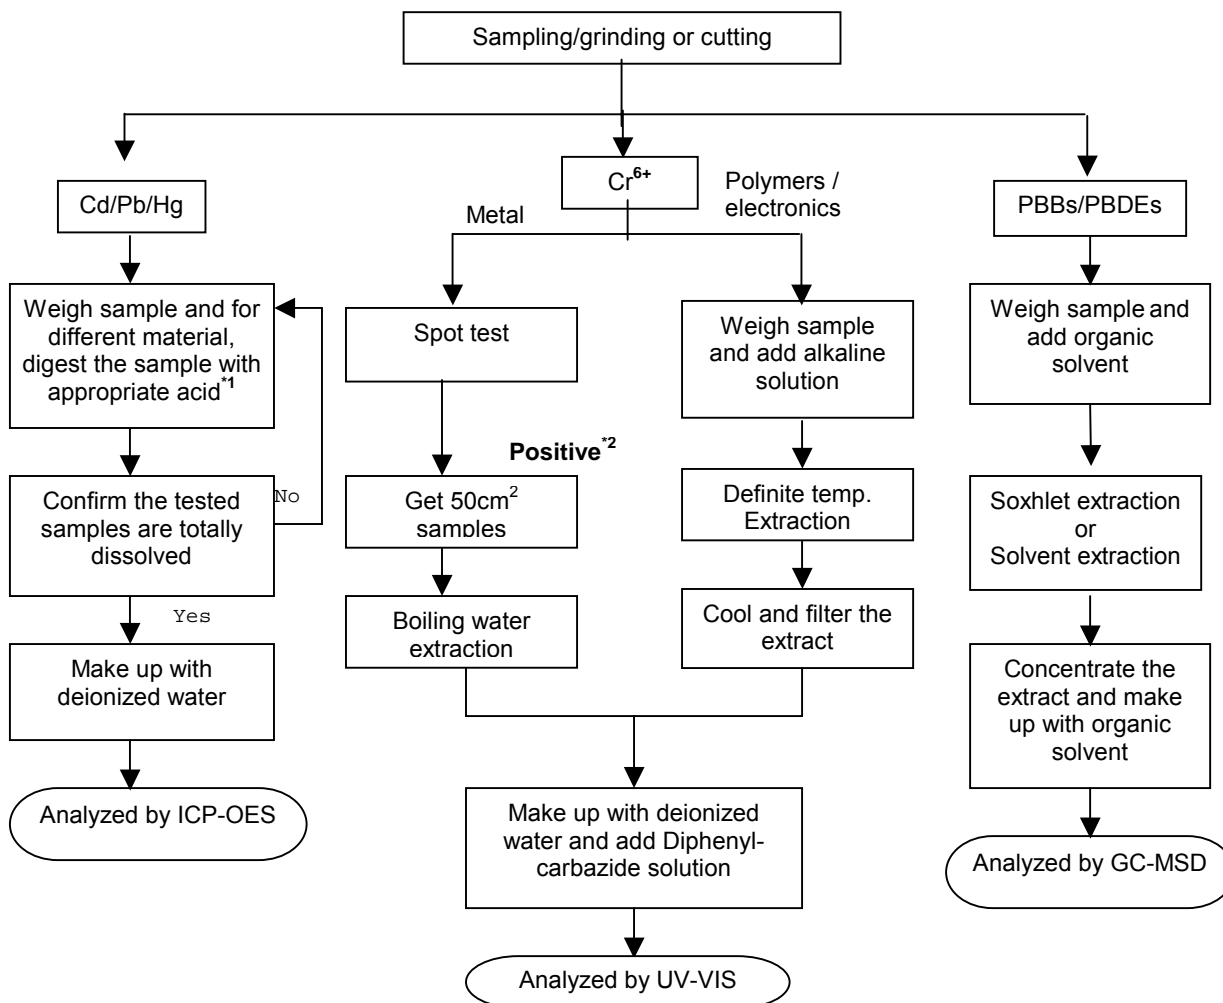 Sampling/grinding or cutting
Cd/Pb/Hg
Weigh sample and for
different material,
digest the sample with
appropriate acid*1
Confirm the tested
samples are totally
dissolved
No
Yes
Make up with
deionized water
Analyzed by ICP-OES
Cr6+
Metal
Polymers /
electronics
Spot test
Positive*2
Get 50cm2
samples
Boiling water
extraction
Weigh sample
and add alkaline
solution
Definite temp.
Extraction
Cool and filter the
extract
Make up with deionized
water and add Diphenyl-
carbazide solution
Analyzed by UV-VIS
PBBs/PBDEs
Weigh sample and
add organic
solvent
Soxhlet extraction
or
Solvent extraction
Concentrate the
extract and make
up with organic
solvent
Analyzed by GC-MSD